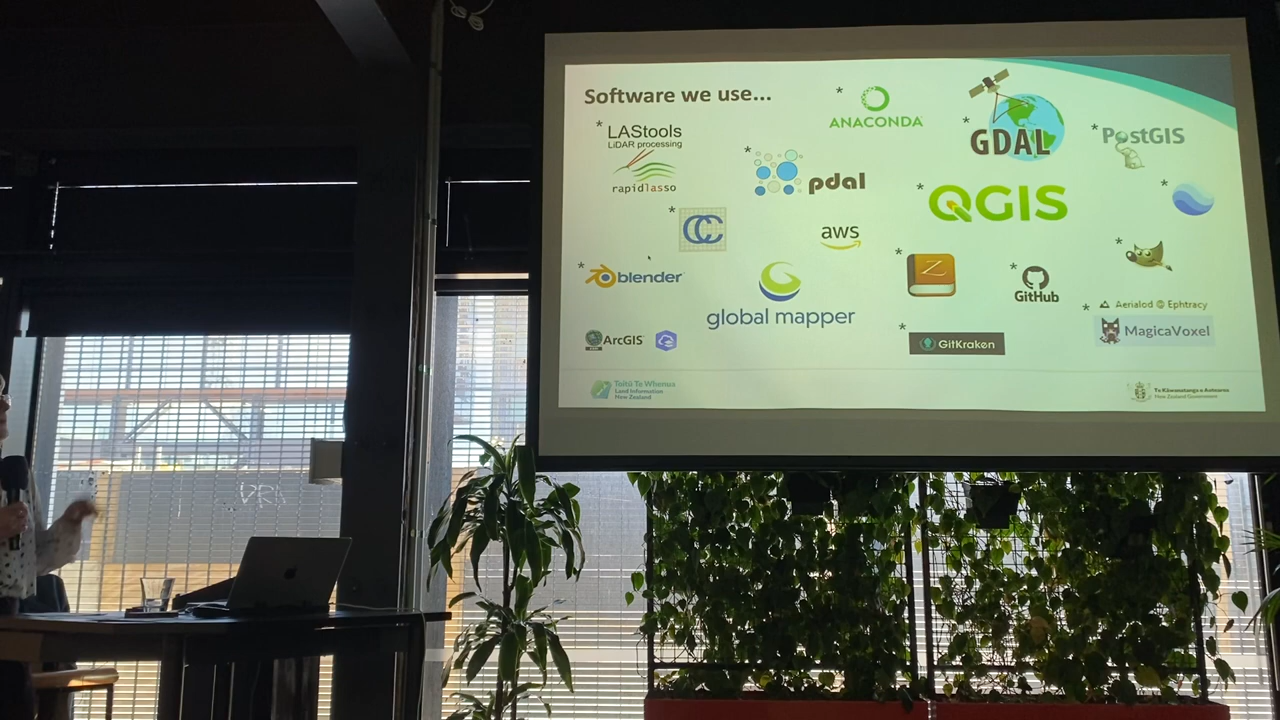 Software we use...
* ANACONDA
* GDAL
* PostGIS
* LAStools
LiDAR processing
rapidlasso
* pdal
* QGIS
*
* CC
aws
*
* blender
global mapper
* Z
* GitHub
* Aerialod @ Ephtracy
MagicaVoxel
ArcGIS
* GitKraken
Toitū Te Whenua
Land Information
New Zealand
Te Kāwanatanga o Aotearoa
New Zealand Government